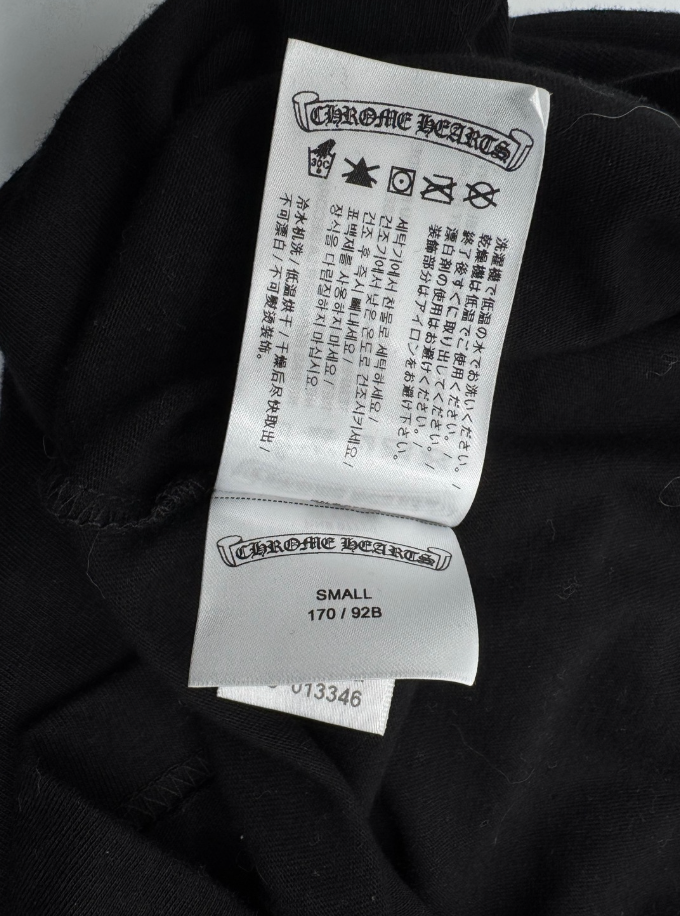 CHROME HEARTS
30C
洗濯機で低温の水でお洗いください。/
乾燥機は低温でご使用ください。/
終了後すぐに取り出してください。/
漂白剤の使用はお避けください。/
装飾部分はアイロンをお避け下さい。
세탁기에서 찬물로 세탁하세요 /
건조기에서 낮은 온도로 건조시키세요 /
건조 후 즉시 빼내세요 /
표백제를 사용하지 마세요 /
장식을 다림질하지 마십시요
冷水机洗 / 低温烘干 / 干燥后尽快取出 /
不可漂白 / 不可熨烫装饰。
CHROME HEARTS
SMALL
170 / 92B
013346